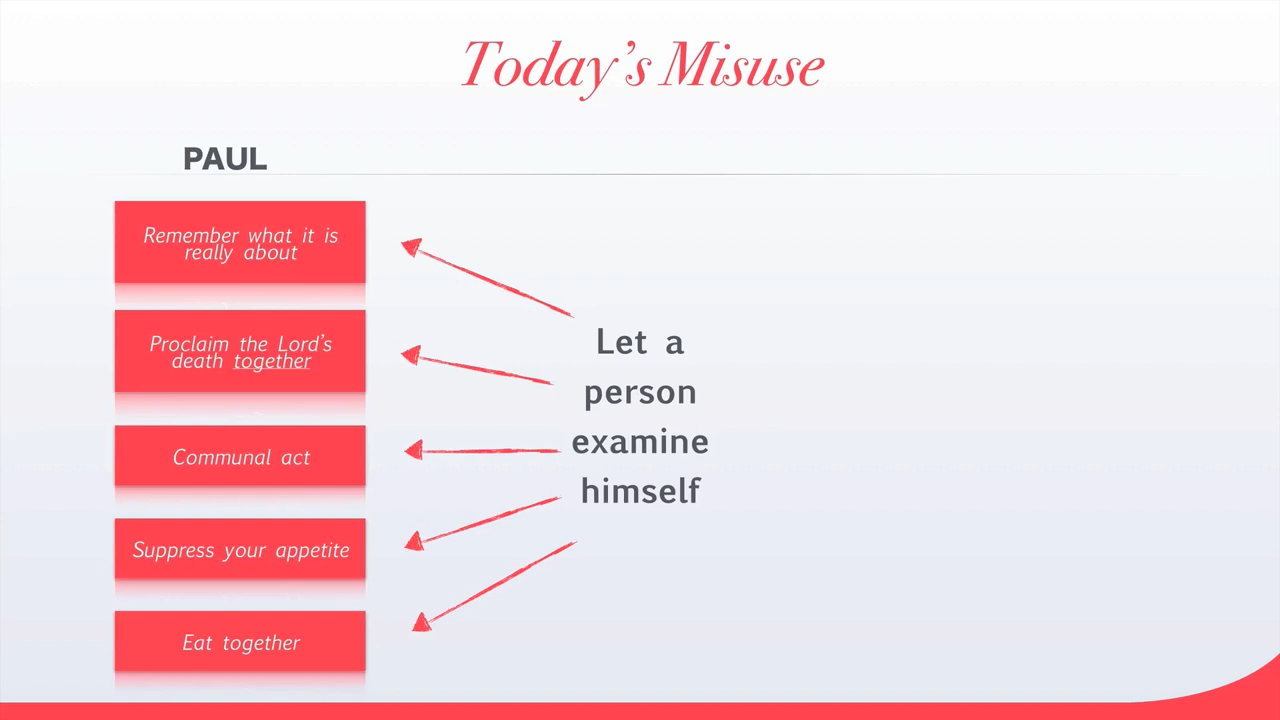 Today’s Misuse
PAUL
Remember what it is
really about
Proclaim the Lord’s
death together
Communal act
Suppress your appetite
Eat together
Let a
person
examine
himself